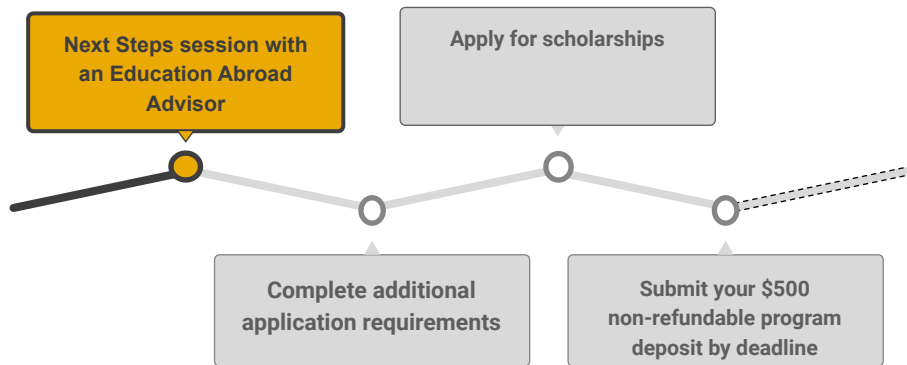 Next Steps session with
an Education Abroad
Advisor
Apply for scholarships
Complete additional
application requirements
Submit your $500
non-refundable program
deposit by deadline